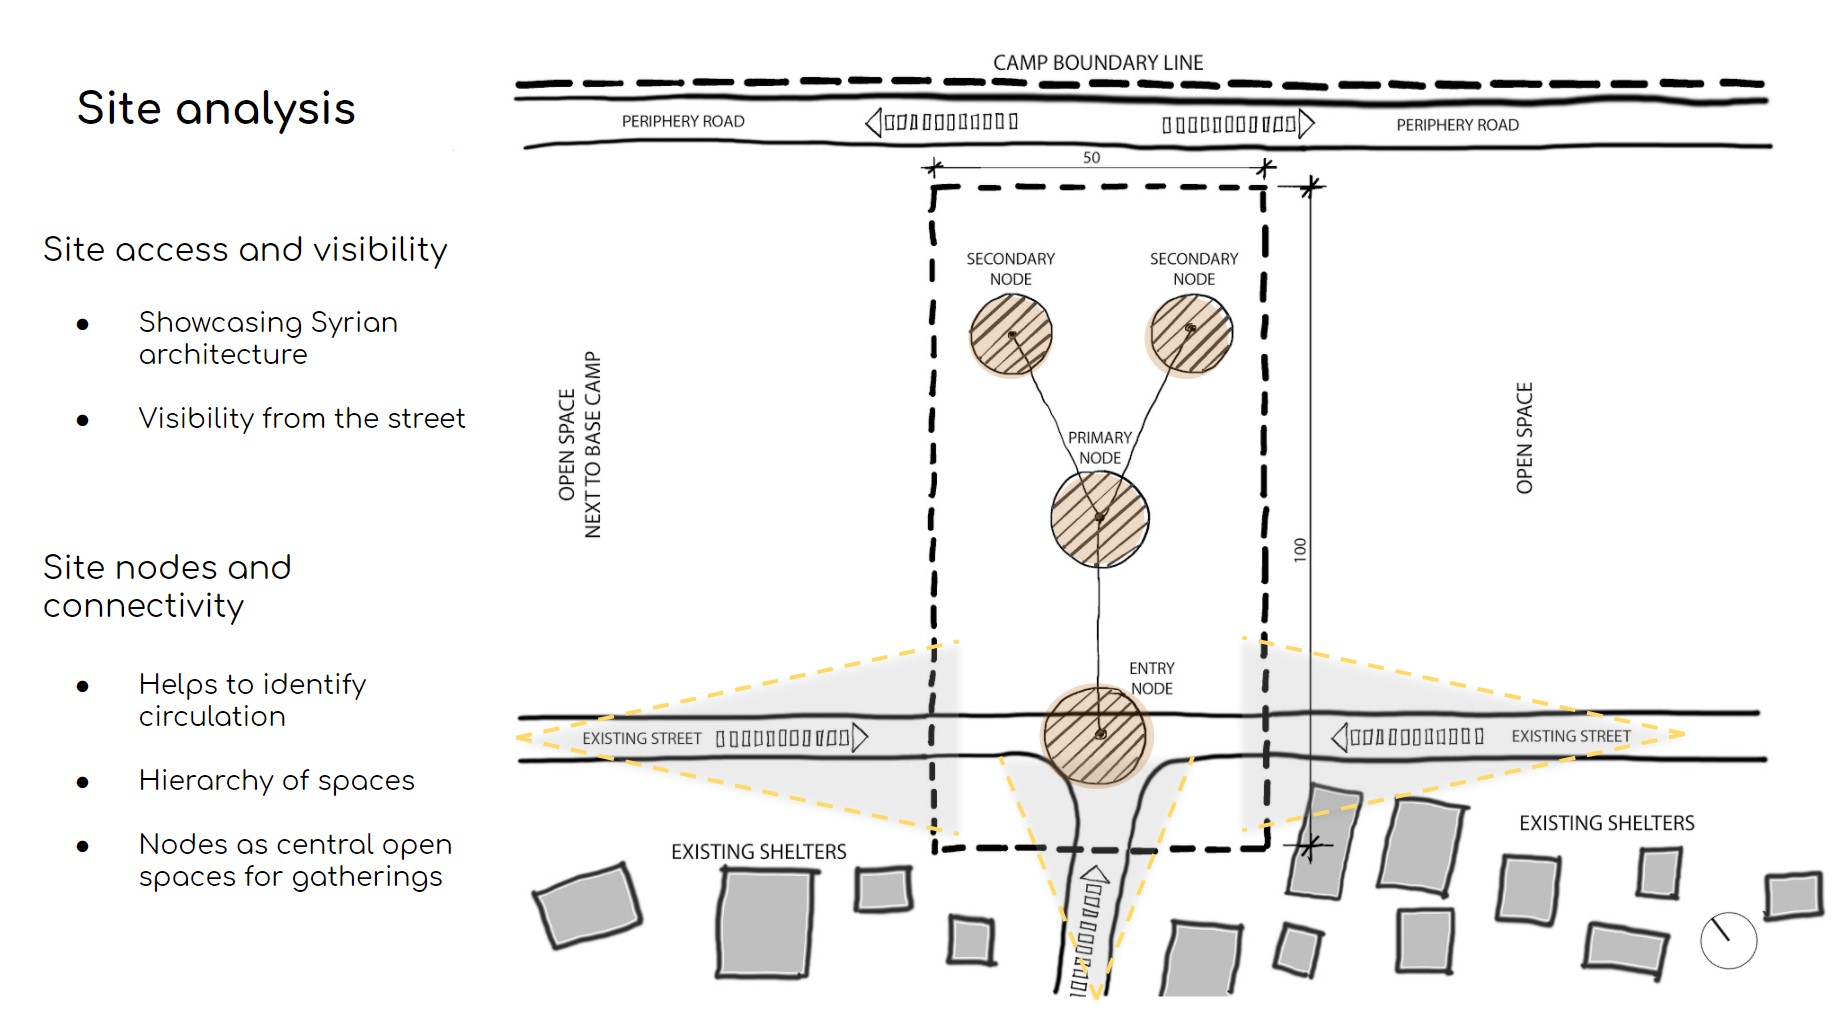 Site analysis
Site access and visibility
● Showcasing Syrian
architecture
● Visibility from the street
Site nodes and
connectivity
● Helps to identify
circulation
● Hierarchy of spaces
● Nodes as central open
spaces for gatherings
CAMP BOUNDARY LINE
PERIPHERY ROAD
PERIPHERY ROAD
50
SECONDARY
NODE
SECONDARY
NODE
PRIMARY
NODE
OPEN SPACE
NEXT TO BASE CAMP
OPEN SPACE
100
ENTRY
NODE
EXISTING STREET
EXISTING STREET
EXISTING SHELTERS
EXISTING SHELTERS